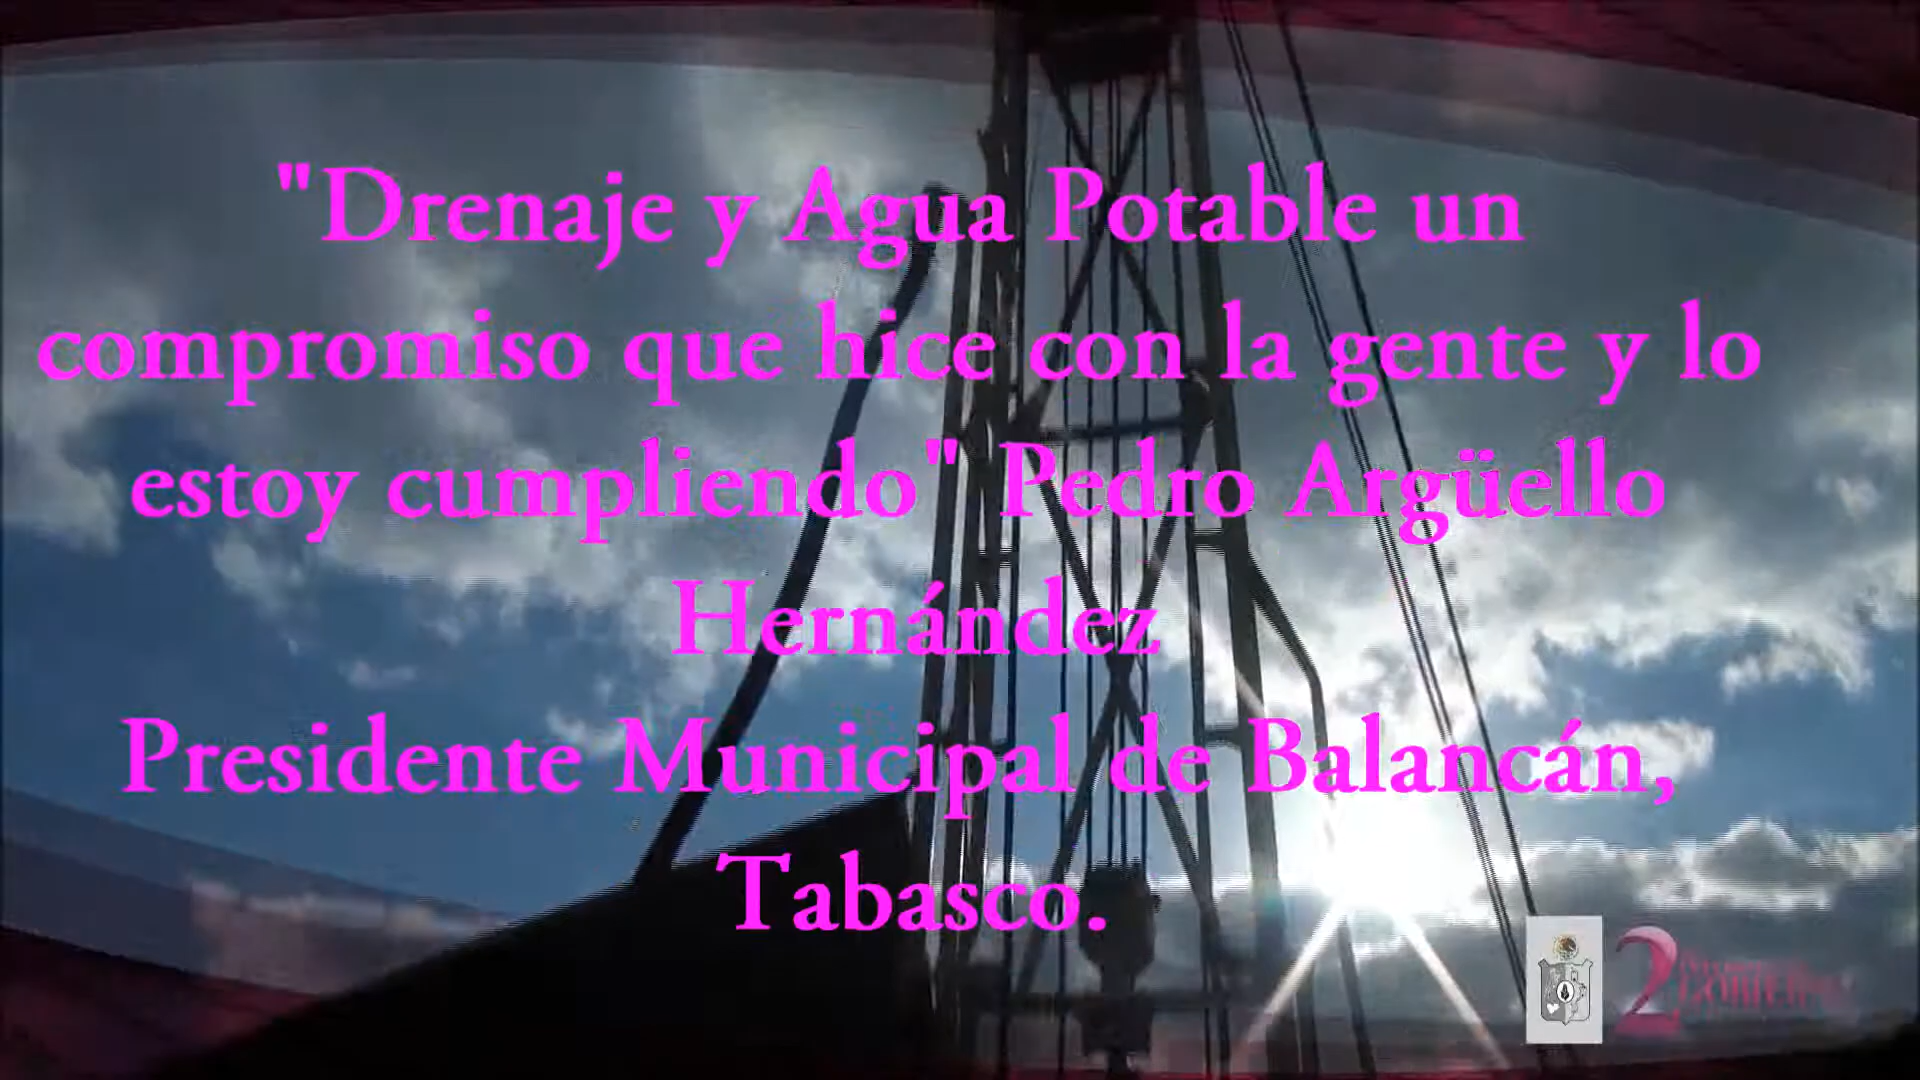 "Drenaje y Agua Potable un
compromiso que hice con la gente y lo
estoy cumpliendo" Pedro Argüello
Hernández
Presidente Municipal de Balancán,
Tabasco.
2